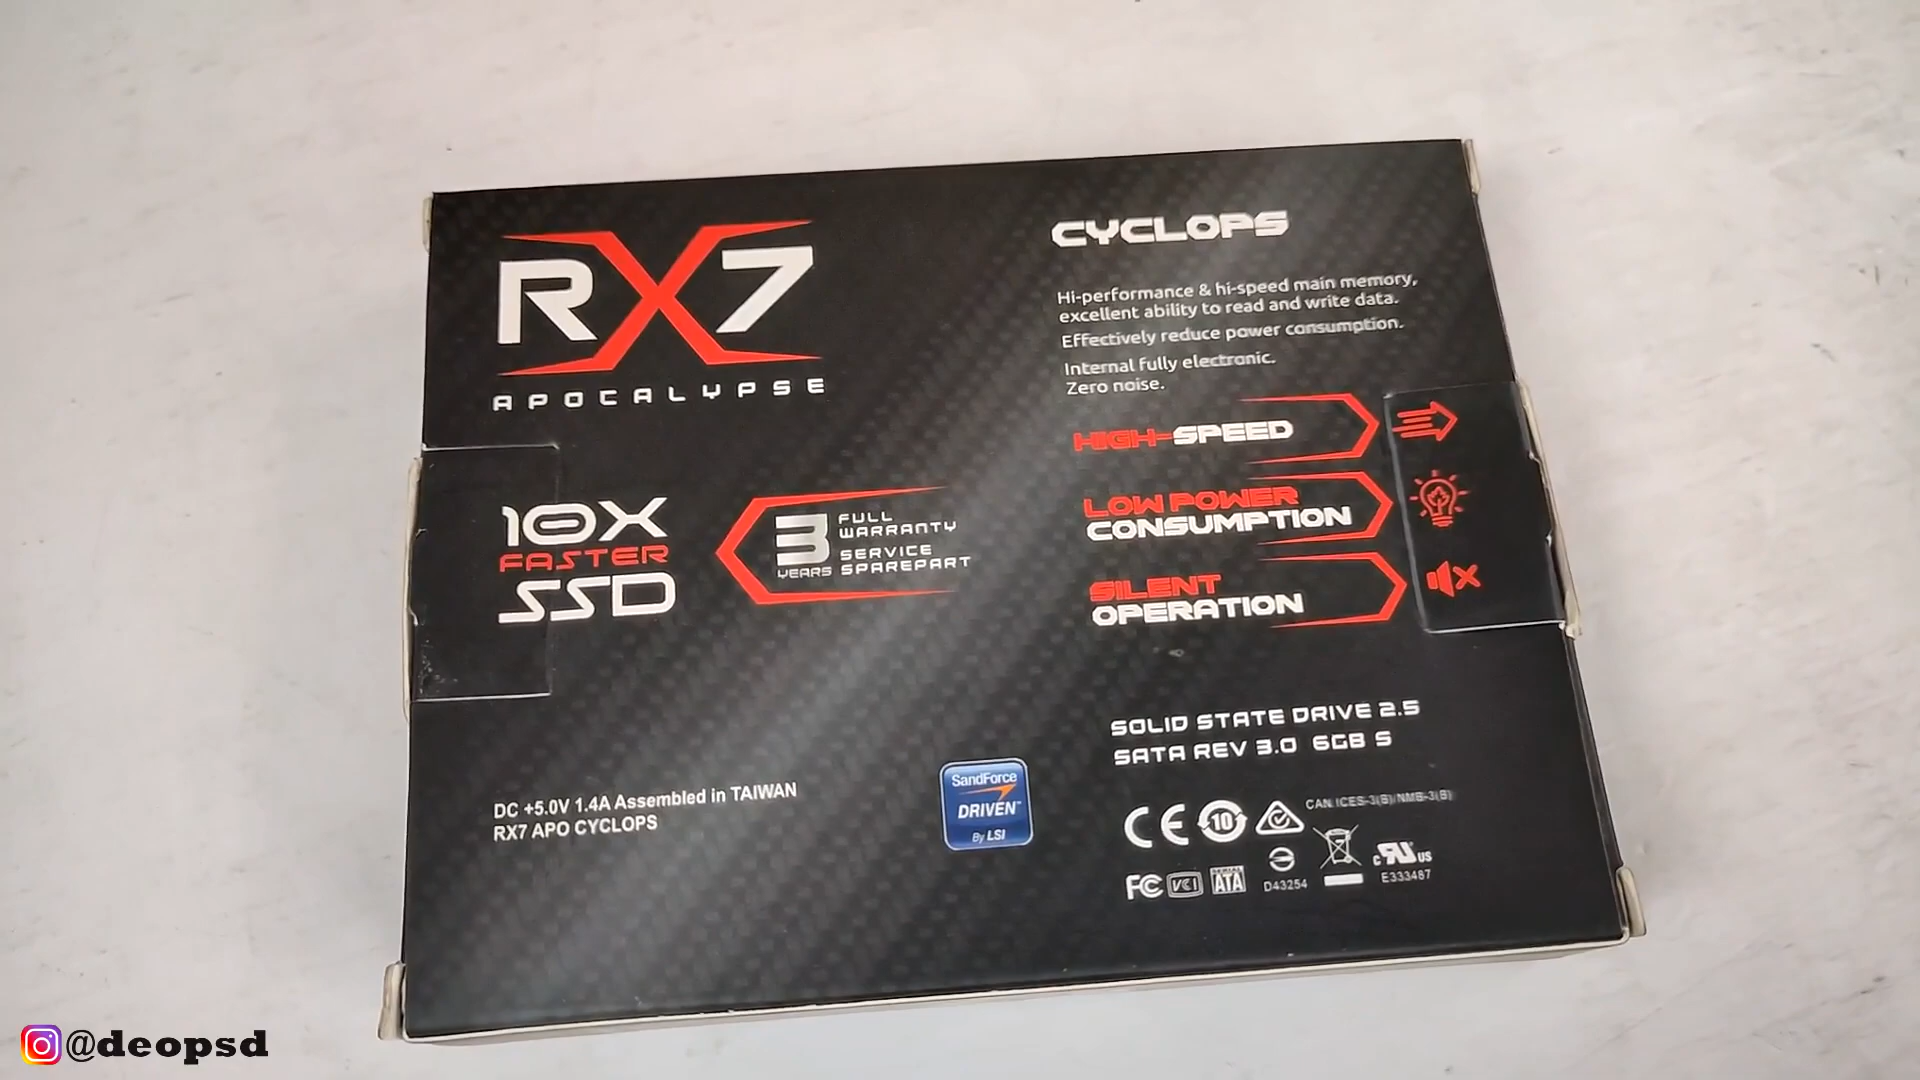 RX7
APOCALYPSE
CYCLOPS
Hi-performance & hi-speed main memory,
excellent ability to read and write data.
Effectively reduce power consumption.
Internal fully electronic.
Zero noise.
HIGH-SPEED
LOW POWER
CONSUMPTION
SILENT
OPERATION
10X
FASTER
SSD
3
YEARS
FULL
WARRANTY
SERVICE
SPAREPART
SOLID STATE DRIVE 2.5
SATA REV 3.0 6GB S
DC +5.0V 1.4A Assembled in TAIWAN
RX7 APO CYCLOPS
SandForce
DRIVEN™
By LSI
CE 10 CAN ICES-3(B)/NMB-3(B)
FC VCI SERIAL ATA D43254 c RU US
E333487
@deopsd